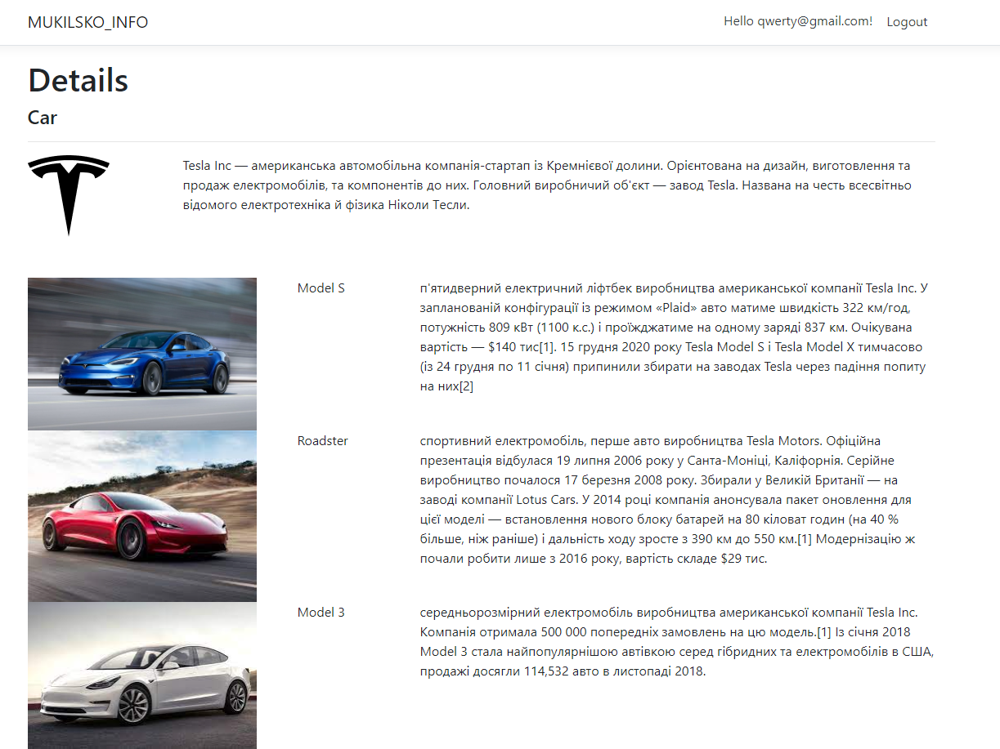 MUKILSKO_INFO
Hello qwerty@gmail.com!
Logout
Details
Car
Tesla Inc — американська автомобільна компанія-стартап із Кремнієвої долини. Орієнтована на дизайн, виготовлення та
продаж електромобілів, та компонентів до них. Головний виробничий об'єкт — завод Tesla. Названа на честь всесвітньо
відомого електротехніка й фізика Ніколи Тесли.
Model S
п'ятидверний електричний ліфтбек виробництва американської компанії Tesla Inc. У
запланованій конфігурації із режимом «Plaid» авто матиме швидкість 322 км/год,
потужність 809 кВт (1100 к.с.) і проїжджатиме на одному заряді 837 км. Очікувана
вартість — $140 тис[1]. 15 грудня 2020 року Tesla Model S і Tesla Model X тимчасово
(із 24 грудня по 11 січня) припинили збирати на заводах Tesla через падіння попиту
на них[2]
Roadster
спортивний електромобіль, перше авто виробництва Tesla Motors. Офіційна
презентація відбулася 19 липня 2006 року у Санта-Моніці, Каліфорнія. Серійне
виробництво почалося 17 березня 2008 року. Збирали у Великій Британії — на
заводі компанії Lotus Cars. У 2014 році компанія анонсувала пакет оновлення для
цієї моделі — встановлення нового блоку батарей на 80 кіловат годин (на 40 %
більше, ніж раніше) і дальність ходу зросте з 390 км до 550 км.[1] Модернізацію ж
почали робити лише з 2016 року, вартість складе $29 тис.
Model 3
середньорозмірний електромобіль виробництва американської компанії Tesla Inc.
Компанія отримала 500 000 попередніх замовлень на цю модель.[1] Із січня 2018
Model 3 стала найпопулярнішою автівкою серед гібридних та електромобілів в США,
продажі досягли 114,532 авто в листопаді 2018.